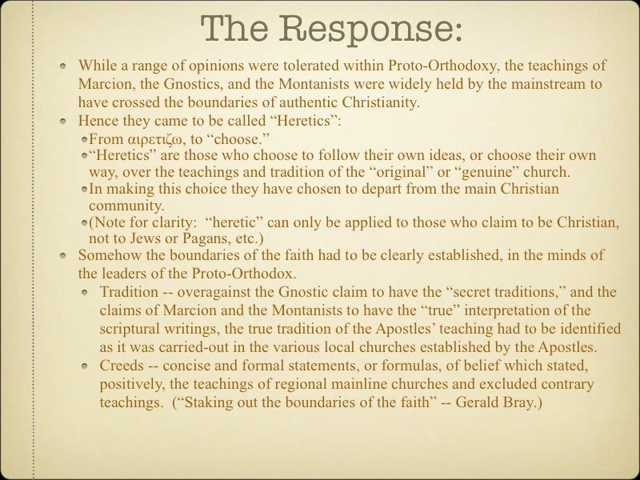 The Response:
While a range of opinions were tolerated within Proto-Orthodoxy, the teachings of
Marcion, the Gnostics, and the Montanists were widely held by the mainstream to
have crossed the boundaries of authentic Christianity.
Hence they came to be called “Heretics”:
From αιρετιζω, to “choose.”
“Heretics” are those who choose to follow their own ideas, or choose their own
way, over the teachings and tradition of the “original” or “genuine” church.
In making this choice they have chosen to depart from the main Christian
community.
(Note for clarity: “heretic” can only be applied to those who claim to be Christian,
not to Jews or Pagans, etc.)
Somehow the boundaries of the faith had to be clearly established, in the minds of
the leaders of the Proto-Orthodox.
Tradition -- overagainst the Gnostic claim to have the “secret traditions,” and the
claims of Marcion and the Montanists to have the “true” interpretation of the
scriptural writings, the true tradition of the Apostles’ teaching had to be identified
as it was carried-out in the various local churches established by the Apostles.
Creeds -- concise and formal statements, or formulas, of belief which stated,
positively, the teachings of regional mainline churches and excluded contrary
teachings. (“Staking out the boundaries of the faith” -- Gerald Bray.)